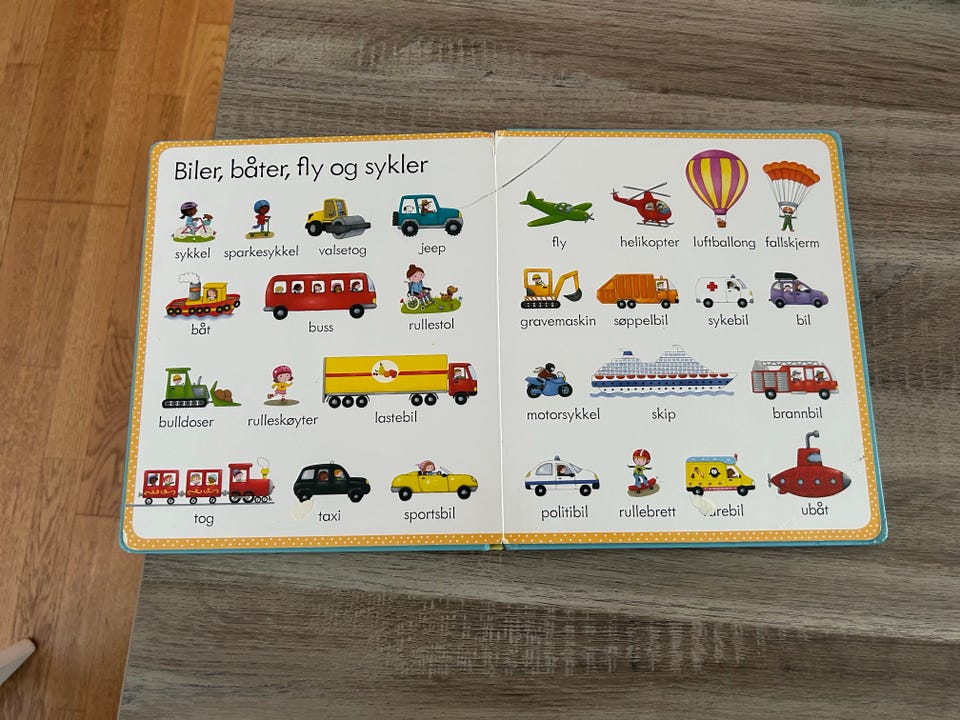 Biler, båter, fly og sykler
sykkel sparkesykkel valsetog jeep
båt buss rullestol
bulldoser rulleskøyter lastebil
tog taxi sportsbil
fly helikopter luftballong fallskjerm
gravemaskin søppelbil sykebil bil
motorsykkel skip brannbil
politibil rullebrett ubåt